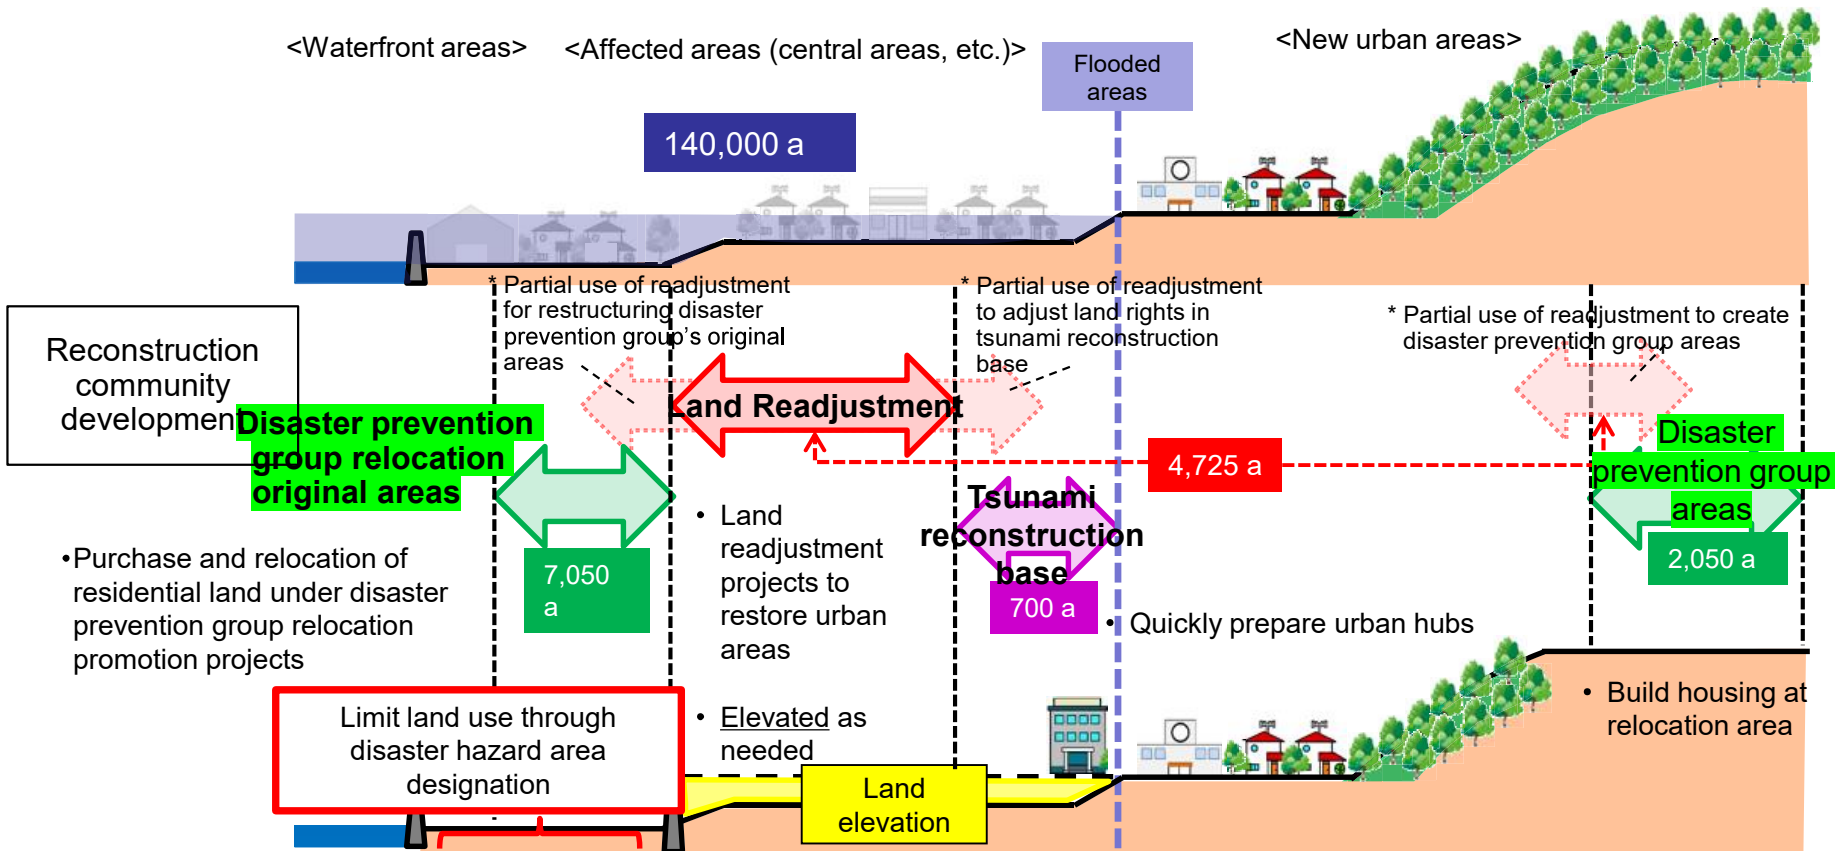 <Waterfront areas>
<Affected areas (central areas, etc.)>
Flooded
areas
<New urban areas>
140,000 a
* Partial use of readjustment
for restructuring disaster
prevention group's original
areas
* Partial use of readjustment
to adjust land rights in
tsunami reconstruction
base
* Partial use of readjustment to create
disaster prevention group areas
Reconstruction
community
development
Disaster prevention
group relocation
original areas
Land Readjustment
4,725 a
Disaster
prevention group
areas
Tsunami
reconstruction
base
7,050
a
700 a
2,050 a
•Purchase and relocation of
residential land under disaster
prevention group relocation
promotion projects
• Land
readjustment
projects to
restore urban
areas
• Quickly prepare urban hubs
Limit land use through
disaster hazard area
designation
• Elevated as
needed
Land
elevation
• Build housing at
relocation area